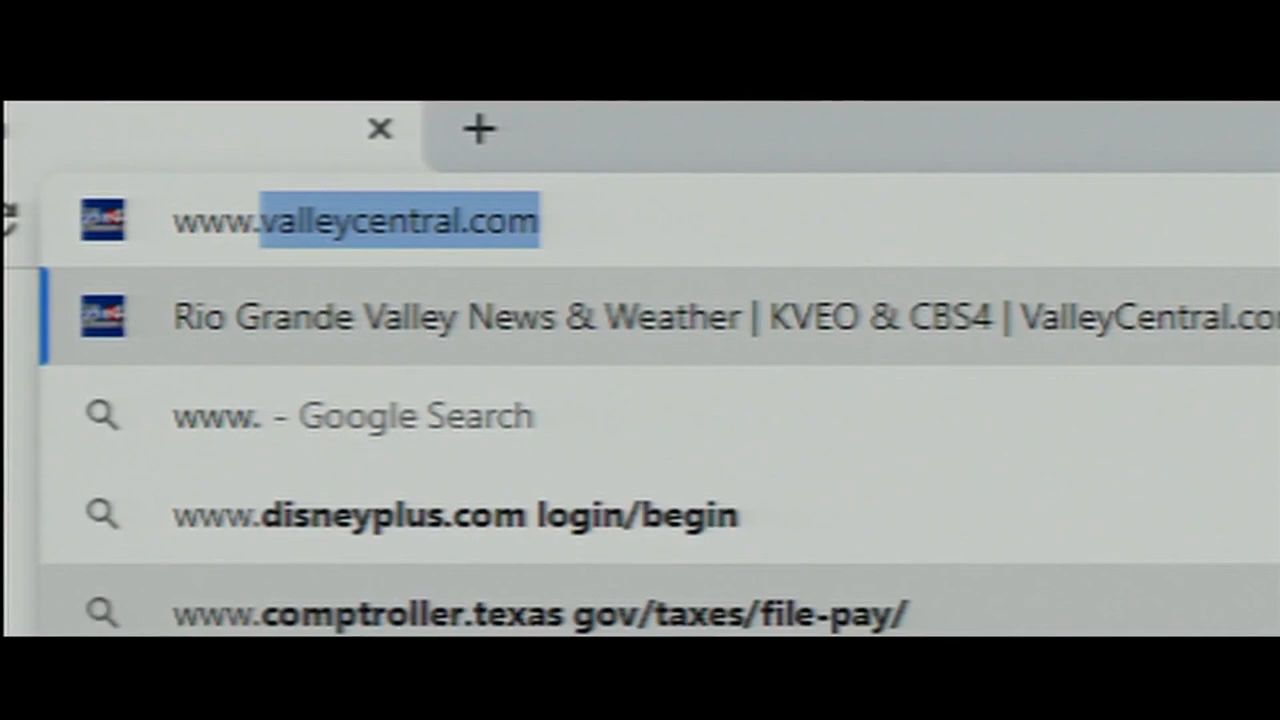 www.valleycentral.com
Rio Grande Valley News & Weather | KVEO & CBS4 | ValleyCentral.co
www. - Google Search
www.disneyplus.com login/begin
www.comptroller.texas gov/taxes/file-pay/